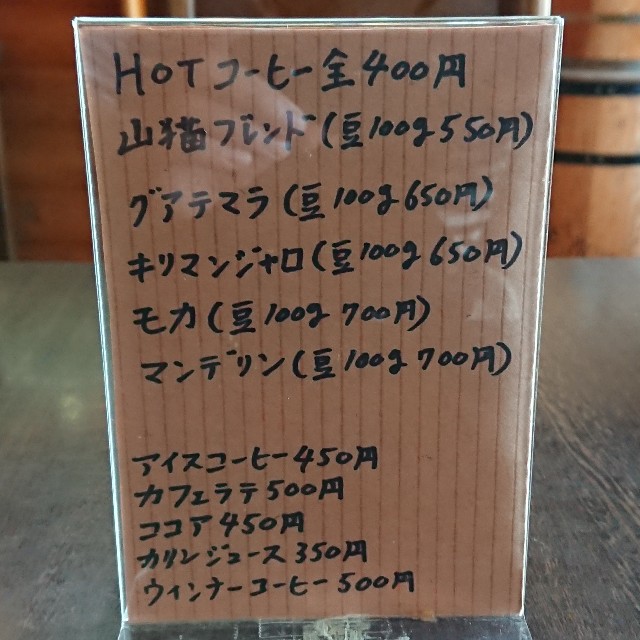 HOTコーヒー全400円
山猫ブレンド(豆100g550円)
グアテマラ(豆100g650円)
キリマンジャロ(豆100g650円)
モカ(豆100g700円)
マンデリン(豆100g700円)
アイスコーヒー450円
カフェラテ500円
ココア450円
カリンジュース350円
ウィンナーコーヒー500円